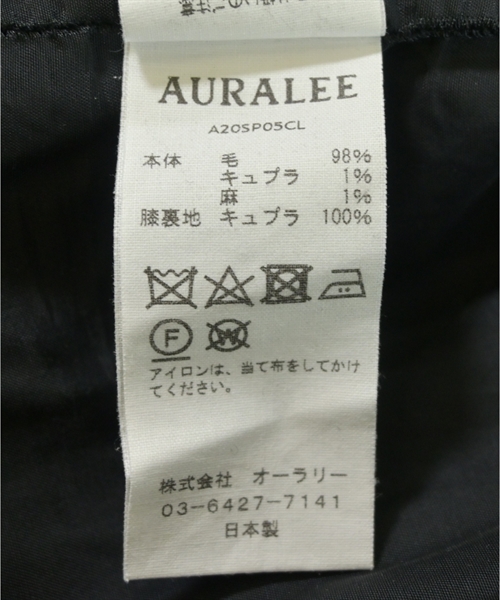 AURALEE
A20SP05CL
本体 毛 98%
キュプラ 1%
麻 1%
膝裏地 キュプラ 100%
F
W
アイロンは、当て布をしてかけ
てください。
株式会社 オーラリー
03-6427-7141
日本製